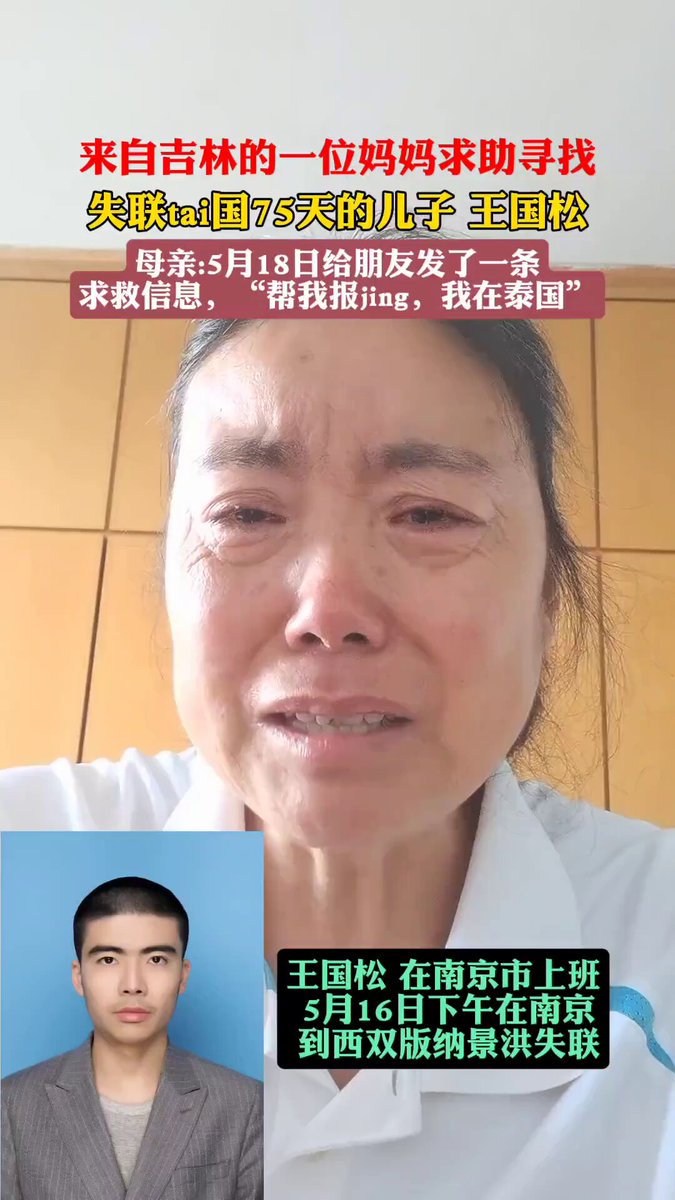 来自吉林的一位妈妈求助寻找
失联tai国75天的儿子 王国松
母亲:5月18日给朋友发了一条
求救信息，“帮我报jing，我在泰国”
王国松 在南京市上班
5月16日下午在南京
到西双版纳景洪失联